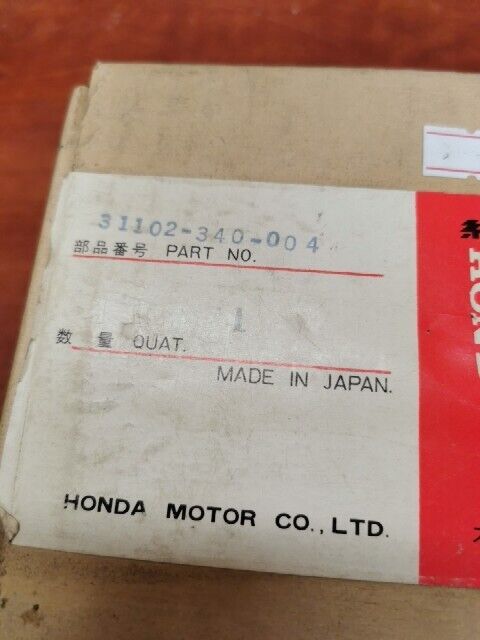 31102-340-004
部品番号 PART NO.
1
数 量 QUAT.
MADE IN JAPAN.
HONDA MOTOR CO., LTD.